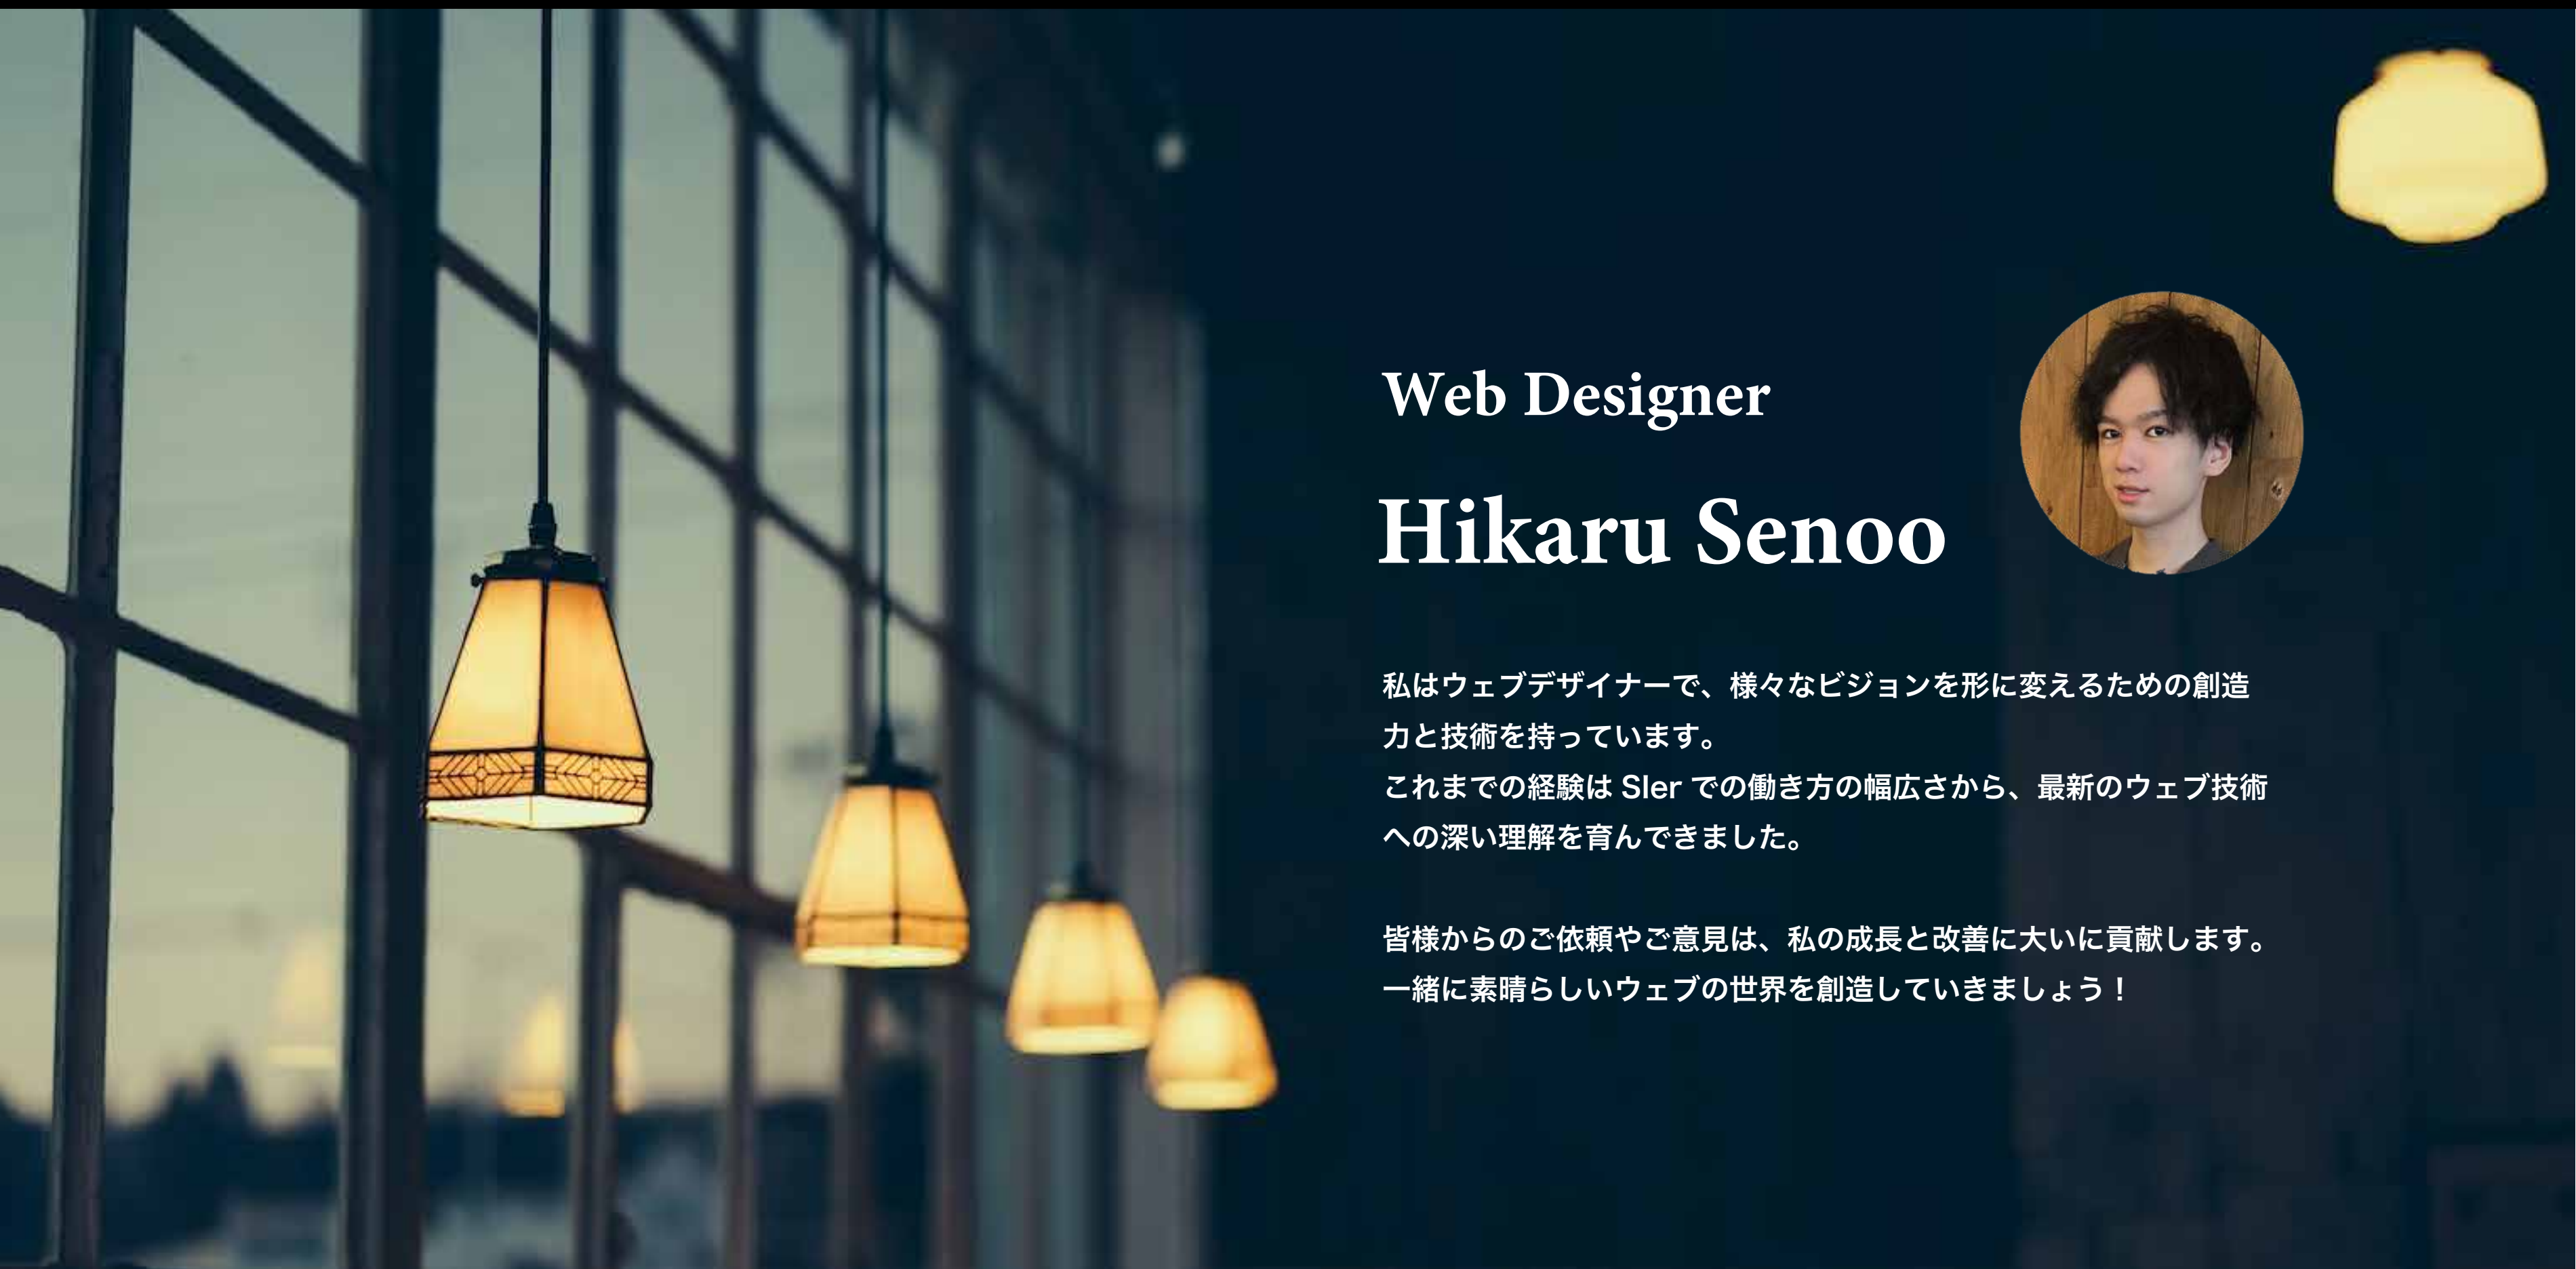 Web Designer
Hikaru Senoo
私はウェブデザイナーで、様々なビジョンを形に変えるための創造
力と技術を持っています。
これまでの経験は SIer での働き方の幅広さから、最新のウェブ技術
への深い理解を育んできました。
皆様からのご依頼やご意見は、私の成長と改善に大いに貢献します。
一緒に素晴らしいウェブの世界を創造していきましょう！